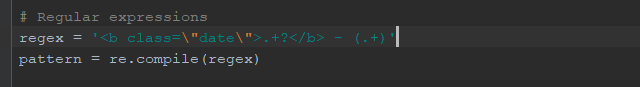 # Regular expressions
regex = '<b class=\"date\">.+?</b> – (.+)'
pattern = re.compile(regex)